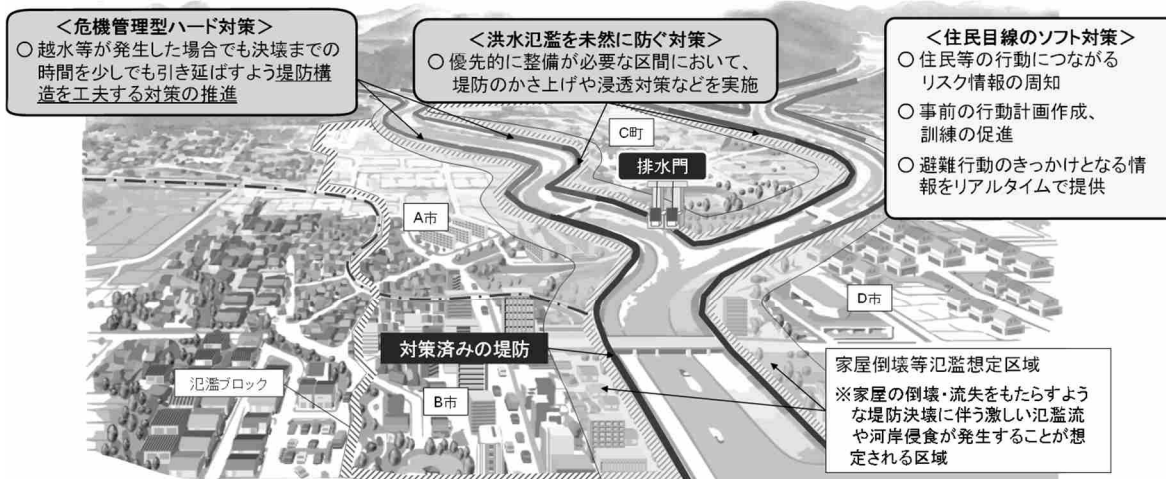 ＜危機管理型ハード対策＞
○ 越水等が発生した場合でも決壊までの
時間を少しでも引き延ばすよう堤防構
造を工夫する対策の推進
＜洪水氾濫を未然に防ぐ対策＞
○ 優先的に整備が必要な区間において、
堤防のかさ上げや浸透対策などを実施
＜住民目線のソフト対策＞
○ 住民等の行動につながる
リスク情報の周知
○ 事前の行動計画作成、
訓練の促進
○ 避難行動のきっかけとなる情
報をリアルタイムで提供
C町
排水門
A市
D市
対策済みの堤防
氾濫ブロック
B市
家屋倒壊等氾濫想定区域
※家屋の倒壊・流失をもたらすよう
な堤防決壊に伴う激しい氾濫流
や河岸侵食が発生することが想
定される区域